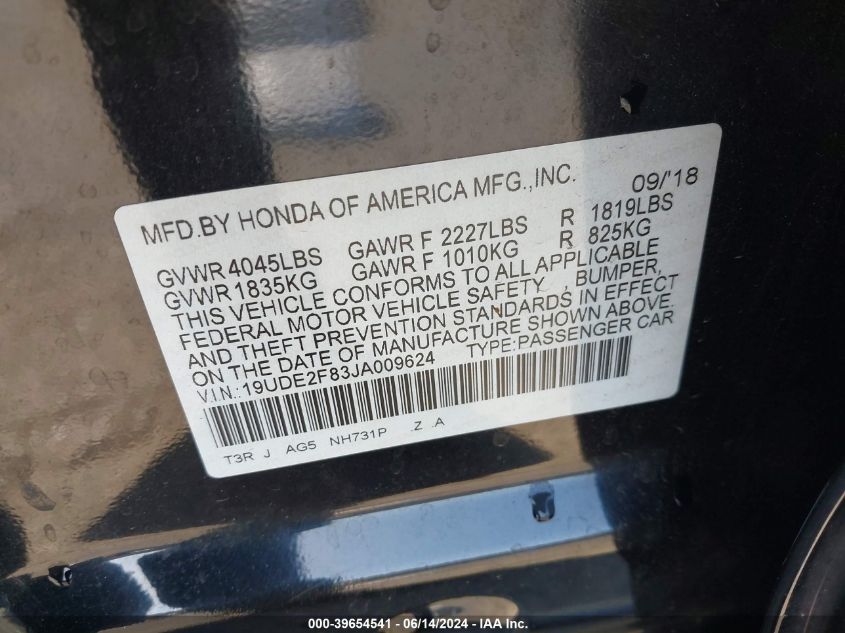 MFD.BY HONDA OF AMERICA MFG.,INC. 09/'18
GVWR 4045LBS GAWR F 2227LBS R 1819LBS
GVWR 1835KG GAWR F 1010KG R 825KG
THIS VEHICLE CONFORMS TO ALL APPLICABLE
FEDERAL MOTOR VEHICLE SAFETY , BUMPER,
AND THEFT PREVENTION STANDARDS IN EFFECT
ON THE DATE OF MANUFACTURE SHOWN ABOVE.
V.I.N.:19UDE2F83JA009624 TYPE:PASSENGER CAR
T3R J AG5 NH731P .Z .A
000-39654541 - 06/14/2024 - IAA Inc.